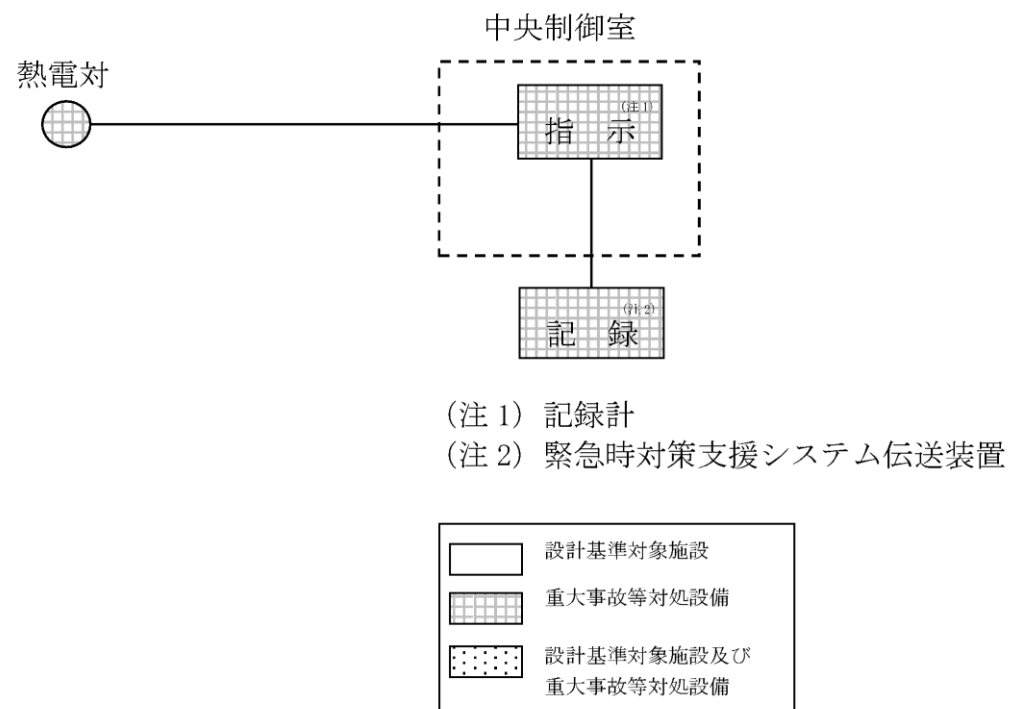 中央制御室
熱電対
(注1)
指 示
(注2)
記 録
(注 1) 記録計
(注 2) 緊急時対策支援システム伝送装置
設計基準対象施設
重大事故等対処設備
設計基準対象施設及び
重大事故等対処設備